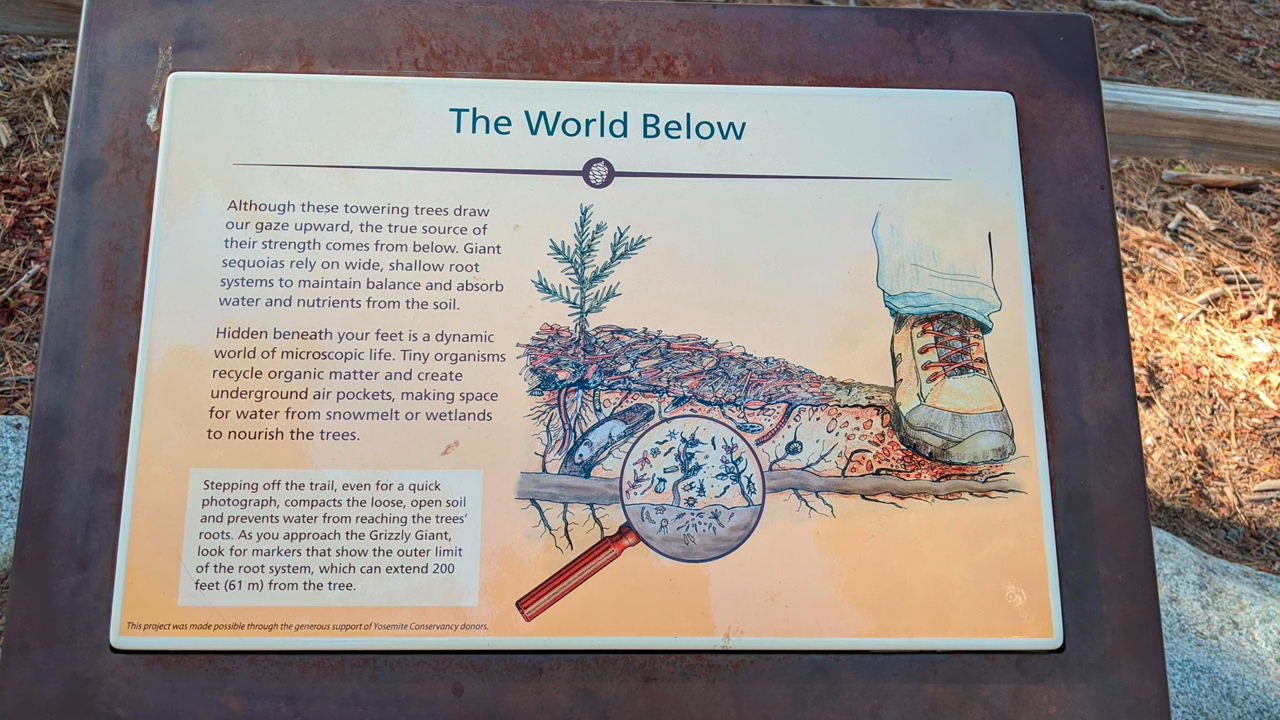 The World Below
Although these towering trees draw
our gaze upward, the true source of
their strength comes from below. Giant
sequoias rely on wide, shallow root
systems to maintain balance and absorb
water and nutrients from the soil.
Hidden beneath your feet is a dynamic
world of microscopic life. Tiny organisms
recycle organic matter and create
underground air pockets, making space
for water from snowmelt or wetlands
to nourish the trees.
Stepping off the trail, even for a quick
photograph, compacts the loose, open soil
and prevents water from reaching the trees’
roots. As you approach the Grizzly Giant,
look for markers that show the outer limit
of the root system, which can extend 200
feet (61 m) from the tree.
This project was made possible through the generous support of Yosemite Conservancy donors.